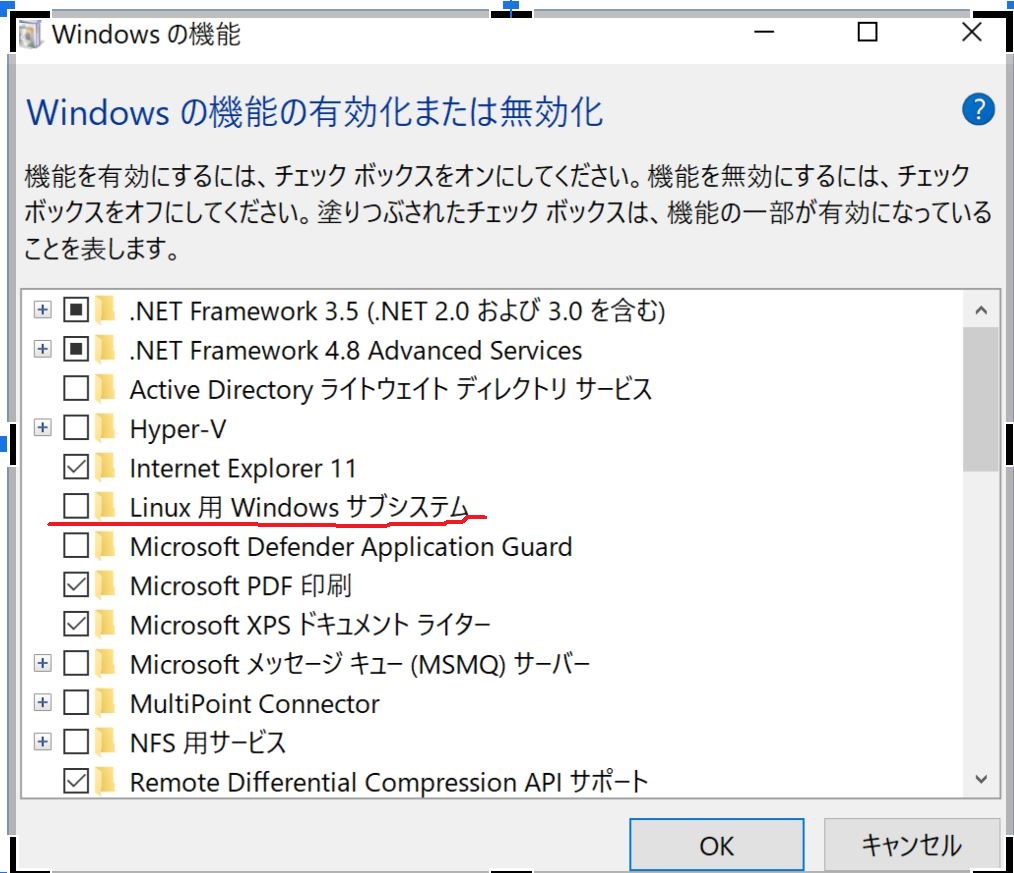 Windows の機能
Windows の機能の有効化または無効化
?
機能を有効にするには、チェック ボックスをオンにしてください。機能を無効にするには、チェック
ボックスをオフにしてください。塗りつぶされたチェック ボックスは、機能の一部が有効になっている
ことを表します。
.NET Framework 3.5 (.NET 2.0 および 3.0 を含む)
.NET Framework 4.8 Advanced Services
Active Directory ライトウェイト ディレクトリ サービス
Hyper-V
Internet Explorer 11
Linux 用 Windows サブシステム
Microsoft Defender Application Guard
Microsoft PDF 印刷
Microsoft XPS ドキュメント ライター
Microsoft メッセージ キュー (MSMQ) サーバー
MultiPoint Connector
NFS 用サービス
Remote Differential Compression API サポート
OK
キャンセル